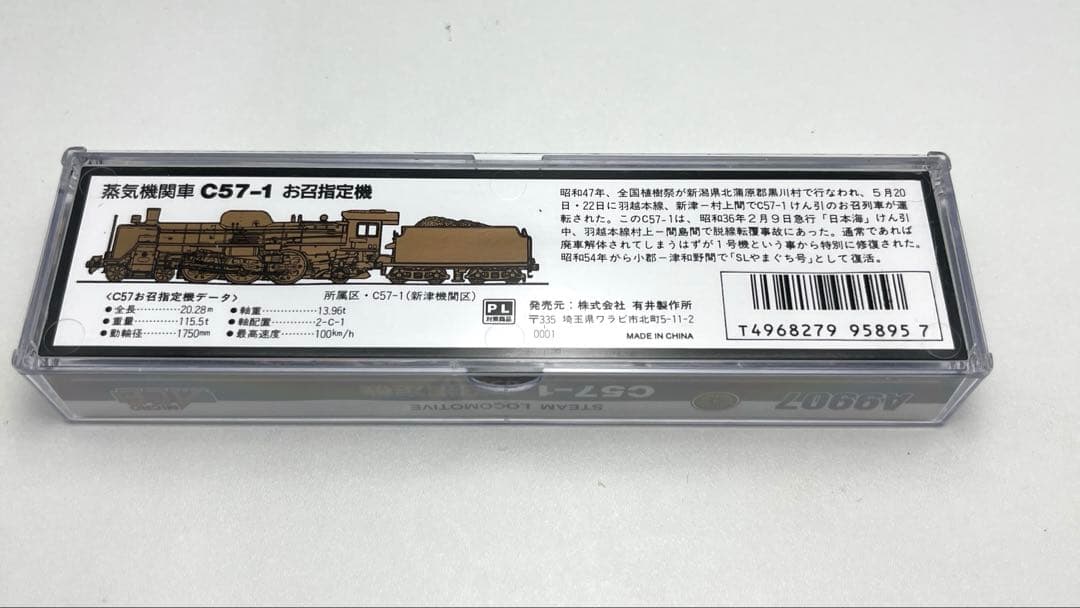 蒸気機関車 C57-1 お召指定機
昭和47年、全国植樹祭が新潟県北蒲原郡黒川村で行なわれ、5月20
日・22日に羽越本線、新津ー村上間でC57-1けん引のお召列車が運
転された。このC57-1は、昭和36年2月9日急行「日本海」けん引
中、羽越本線村上ー間島間で脱線転覆事故にあった。通常であれば
廃車解体されてしまうはずが1号機という事から特別に修復された。
昭和54年から小郡ー津和野間で「SLやまぐち号」として復活。
〈C57お召指定機データ〉
所属区・C57-1(新津機関区)
●全長…………20.28m ●軸重…………13.96t
●重量…………115.5t ●軸配置…………2-C-1
●動軸径…………1750mm ●最高速度…………100km/h
PL
対策商品
発売元：株式会社 有井製作所
〒335 埼玉県ワラビ市北町5-11-2
0001
MADE IN CHINA
T4968279 95895 7
A9907
C57-1
STEAM LOCOMOTIVE